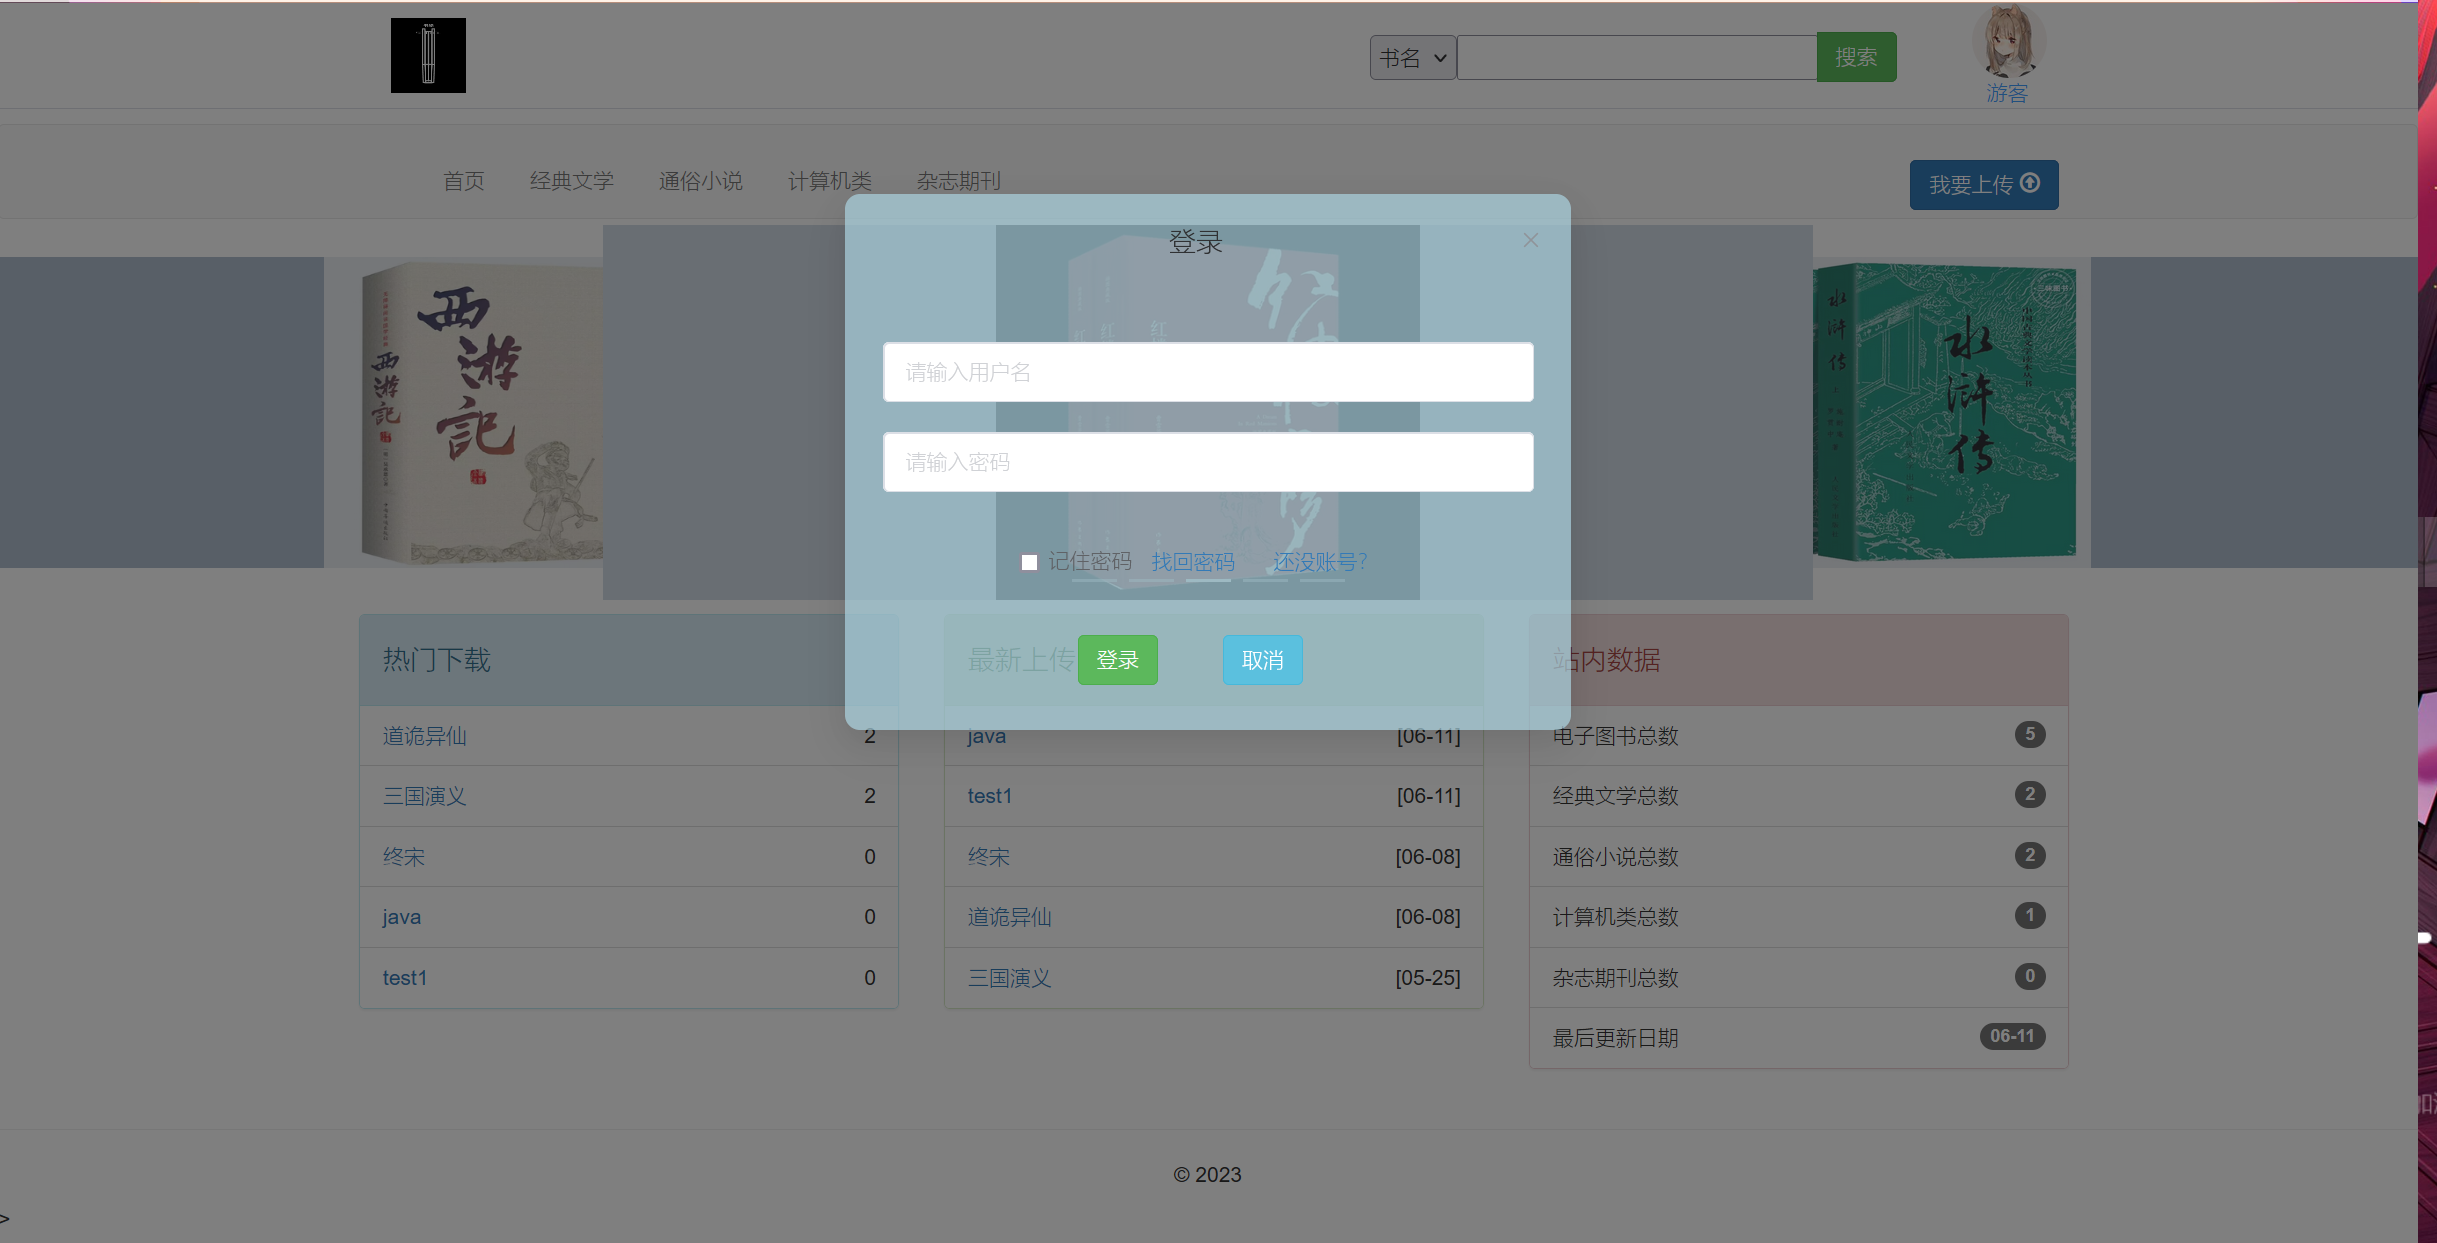 书名
搜索
游客
首页 经典文学 通俗小说 计算机类 杂志期刊
我要上传
西游记
西游记
登录
请输入用户名
请输入密码
记住密码 找回密码 还没账号?
登录 取消
水浒传
水浒传
热门下载
道诡异仙 2
三国演义 2
终宋 0
java 0
test1 0
最新上传
java [06-11]
test1 [06-11]
终宋 [06-08]
道诡异仙 [06-08]
三国演义 [05-25]
站内数据
电子图书总数 5
经典文学总数 2
通俗小说总数 2
计算机类总数 1
杂志期刊总数 0
最后更新日期 06-11
© 2023
>